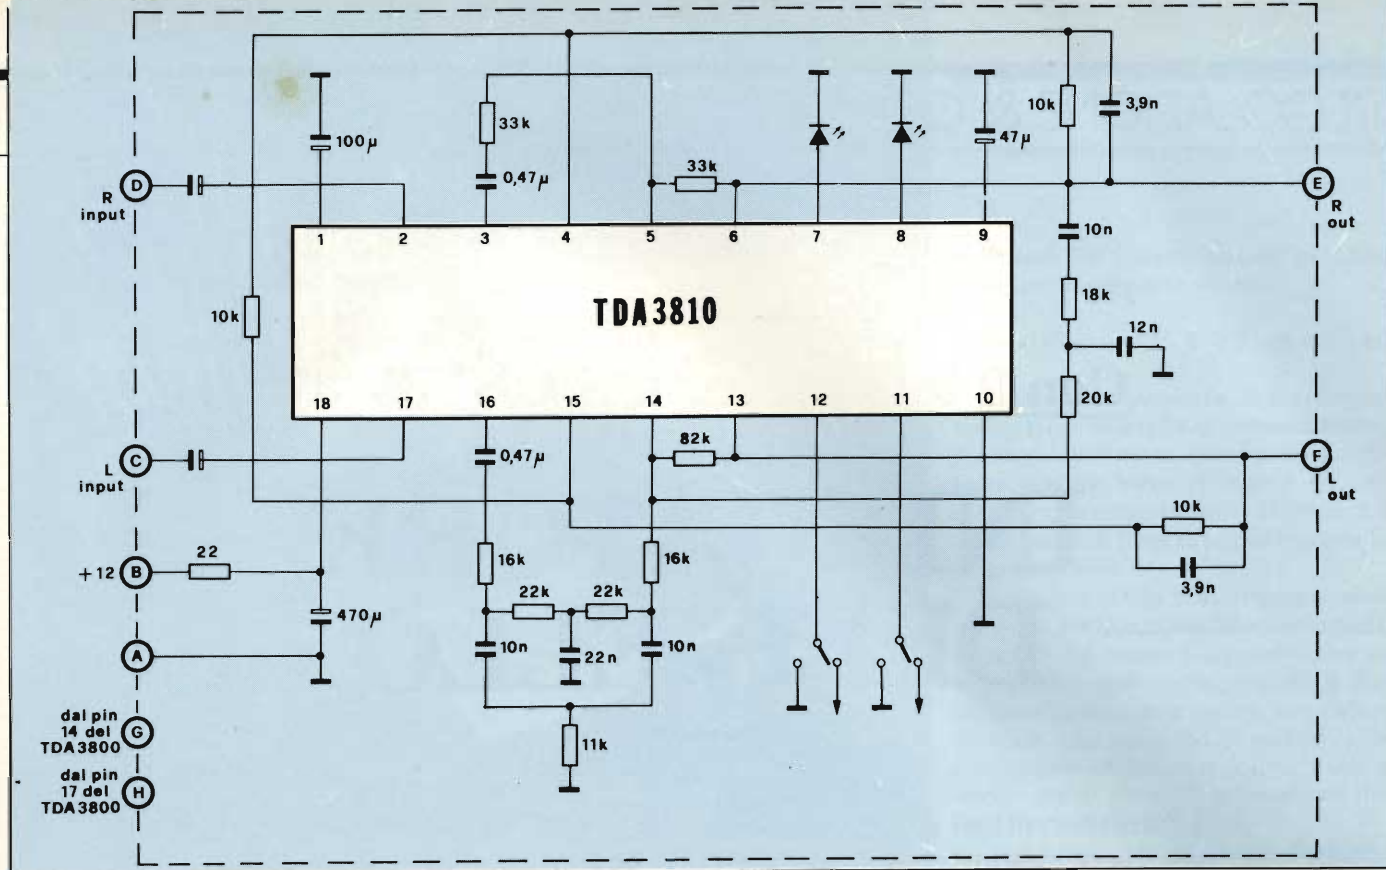 10k
3,9n
100µ
33k
0,47µ
47µ
33k
D
R
input
E
R
out
1 2 3 4 5 6 7 8 9
10n
TDA3810
10k
18k
12n
20k
18 17 16 15 14 13 12 11 10
82k
C
L
input
0,47µ
F
L
out
10k
3,9n
+12
B
22
16k
16k
22k
22k
470µ
10n
22n
10n
A
dal pin
14 del
TDA3800
G
11k
dal pin
17 del
TDA3800
H